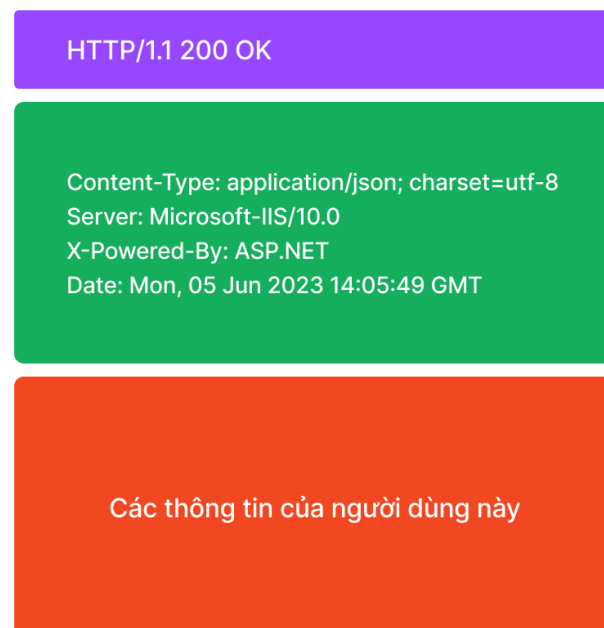 HTTP/1.1 200 OK
Content-Type: application/json; charset=utf-8
Server: Microsoft-IIS/10.0
X-Powered-By: ASP.NET
Date: Mon, 05 Jun 2023 14:05:49 GMT
Các thông tin của người dùng này